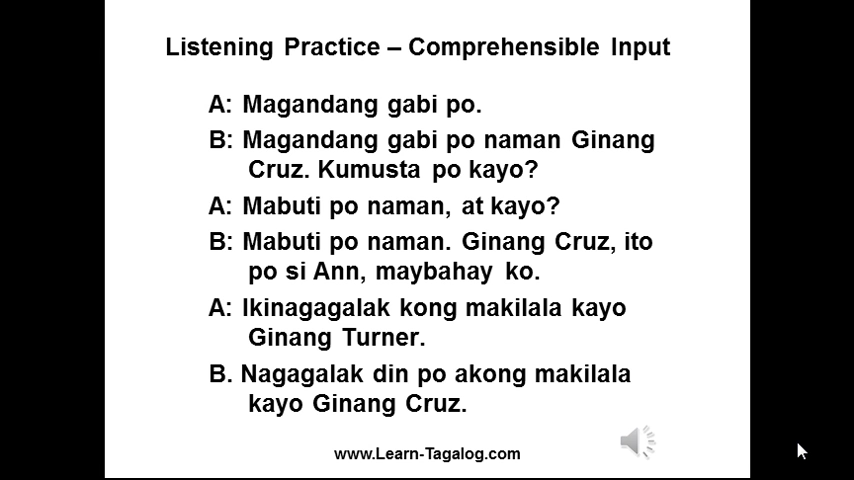 Listening Practice – Comprehensible Input
A: Magandang gabi po.
B: Magandang gabi po naman Ginang
Cruz. Kumusta po kayo?
A: Mabuti po naman, at kayo?
B: Mabuti po naman. Ginang Cruz, ito
po si Ann, maybahay ko.
A: Ikinagagalak kong makilala kayo
Ginang Turner.
B. Nagagalak din po akong makilala
kayo Ginang Cruz.
www.Learn-Tagalog.com